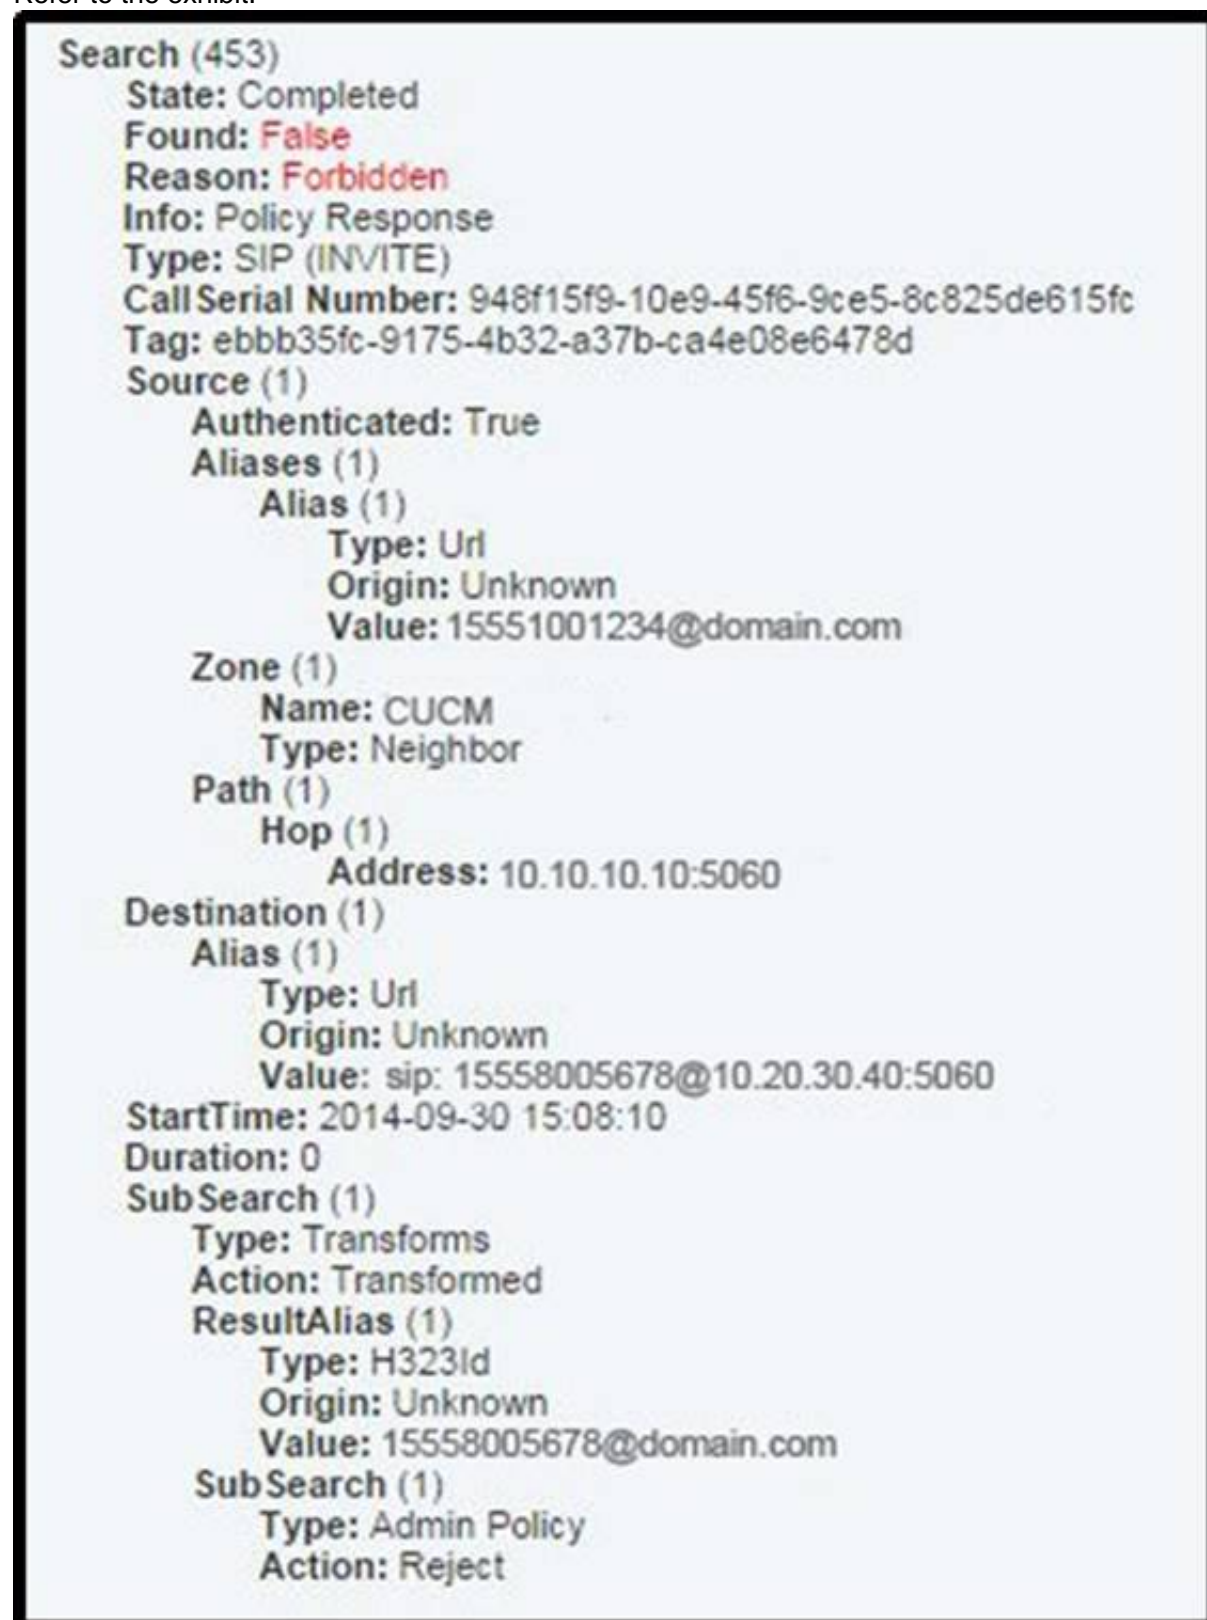 Refer to the exhibit.
Search (453)
State: Completed
Found: False
Reason: Forbidden
Info: Policy Response
Type: SIP (INVITE)
Call Serial Number: 948f15f9-10e9-45f6-9ce5-8c825de615fc
Tag: ebbb35fc-9175-4b32-a37b-ca4e08e6478d
Source (1)
Authenticated: True
Aliases (1)
Alias (1)
Type: Url
Origin: Unknown
Value: 15551001234@domain.com
Zone (1)
Name: CUCM
Type: Neighbor
Path (1)
Hop (1)
Address: 10.10.10.10:5060
Destination (1)
Alias (1)
Type: Url
Origin: Unknown
Value: sip: 15558005678@10.20.30.40:5060
StartTime: 2014-09-30 15:08:10
Duration: 0
SubSearch (1)
Type: Transforms
Action: Transformed
ResultAlias (1)
Type: H323Id
Origin: Unknown
Value: 15558005678@domain.com
SubSearch (1)
Type: Admin Policy
Action: Reject